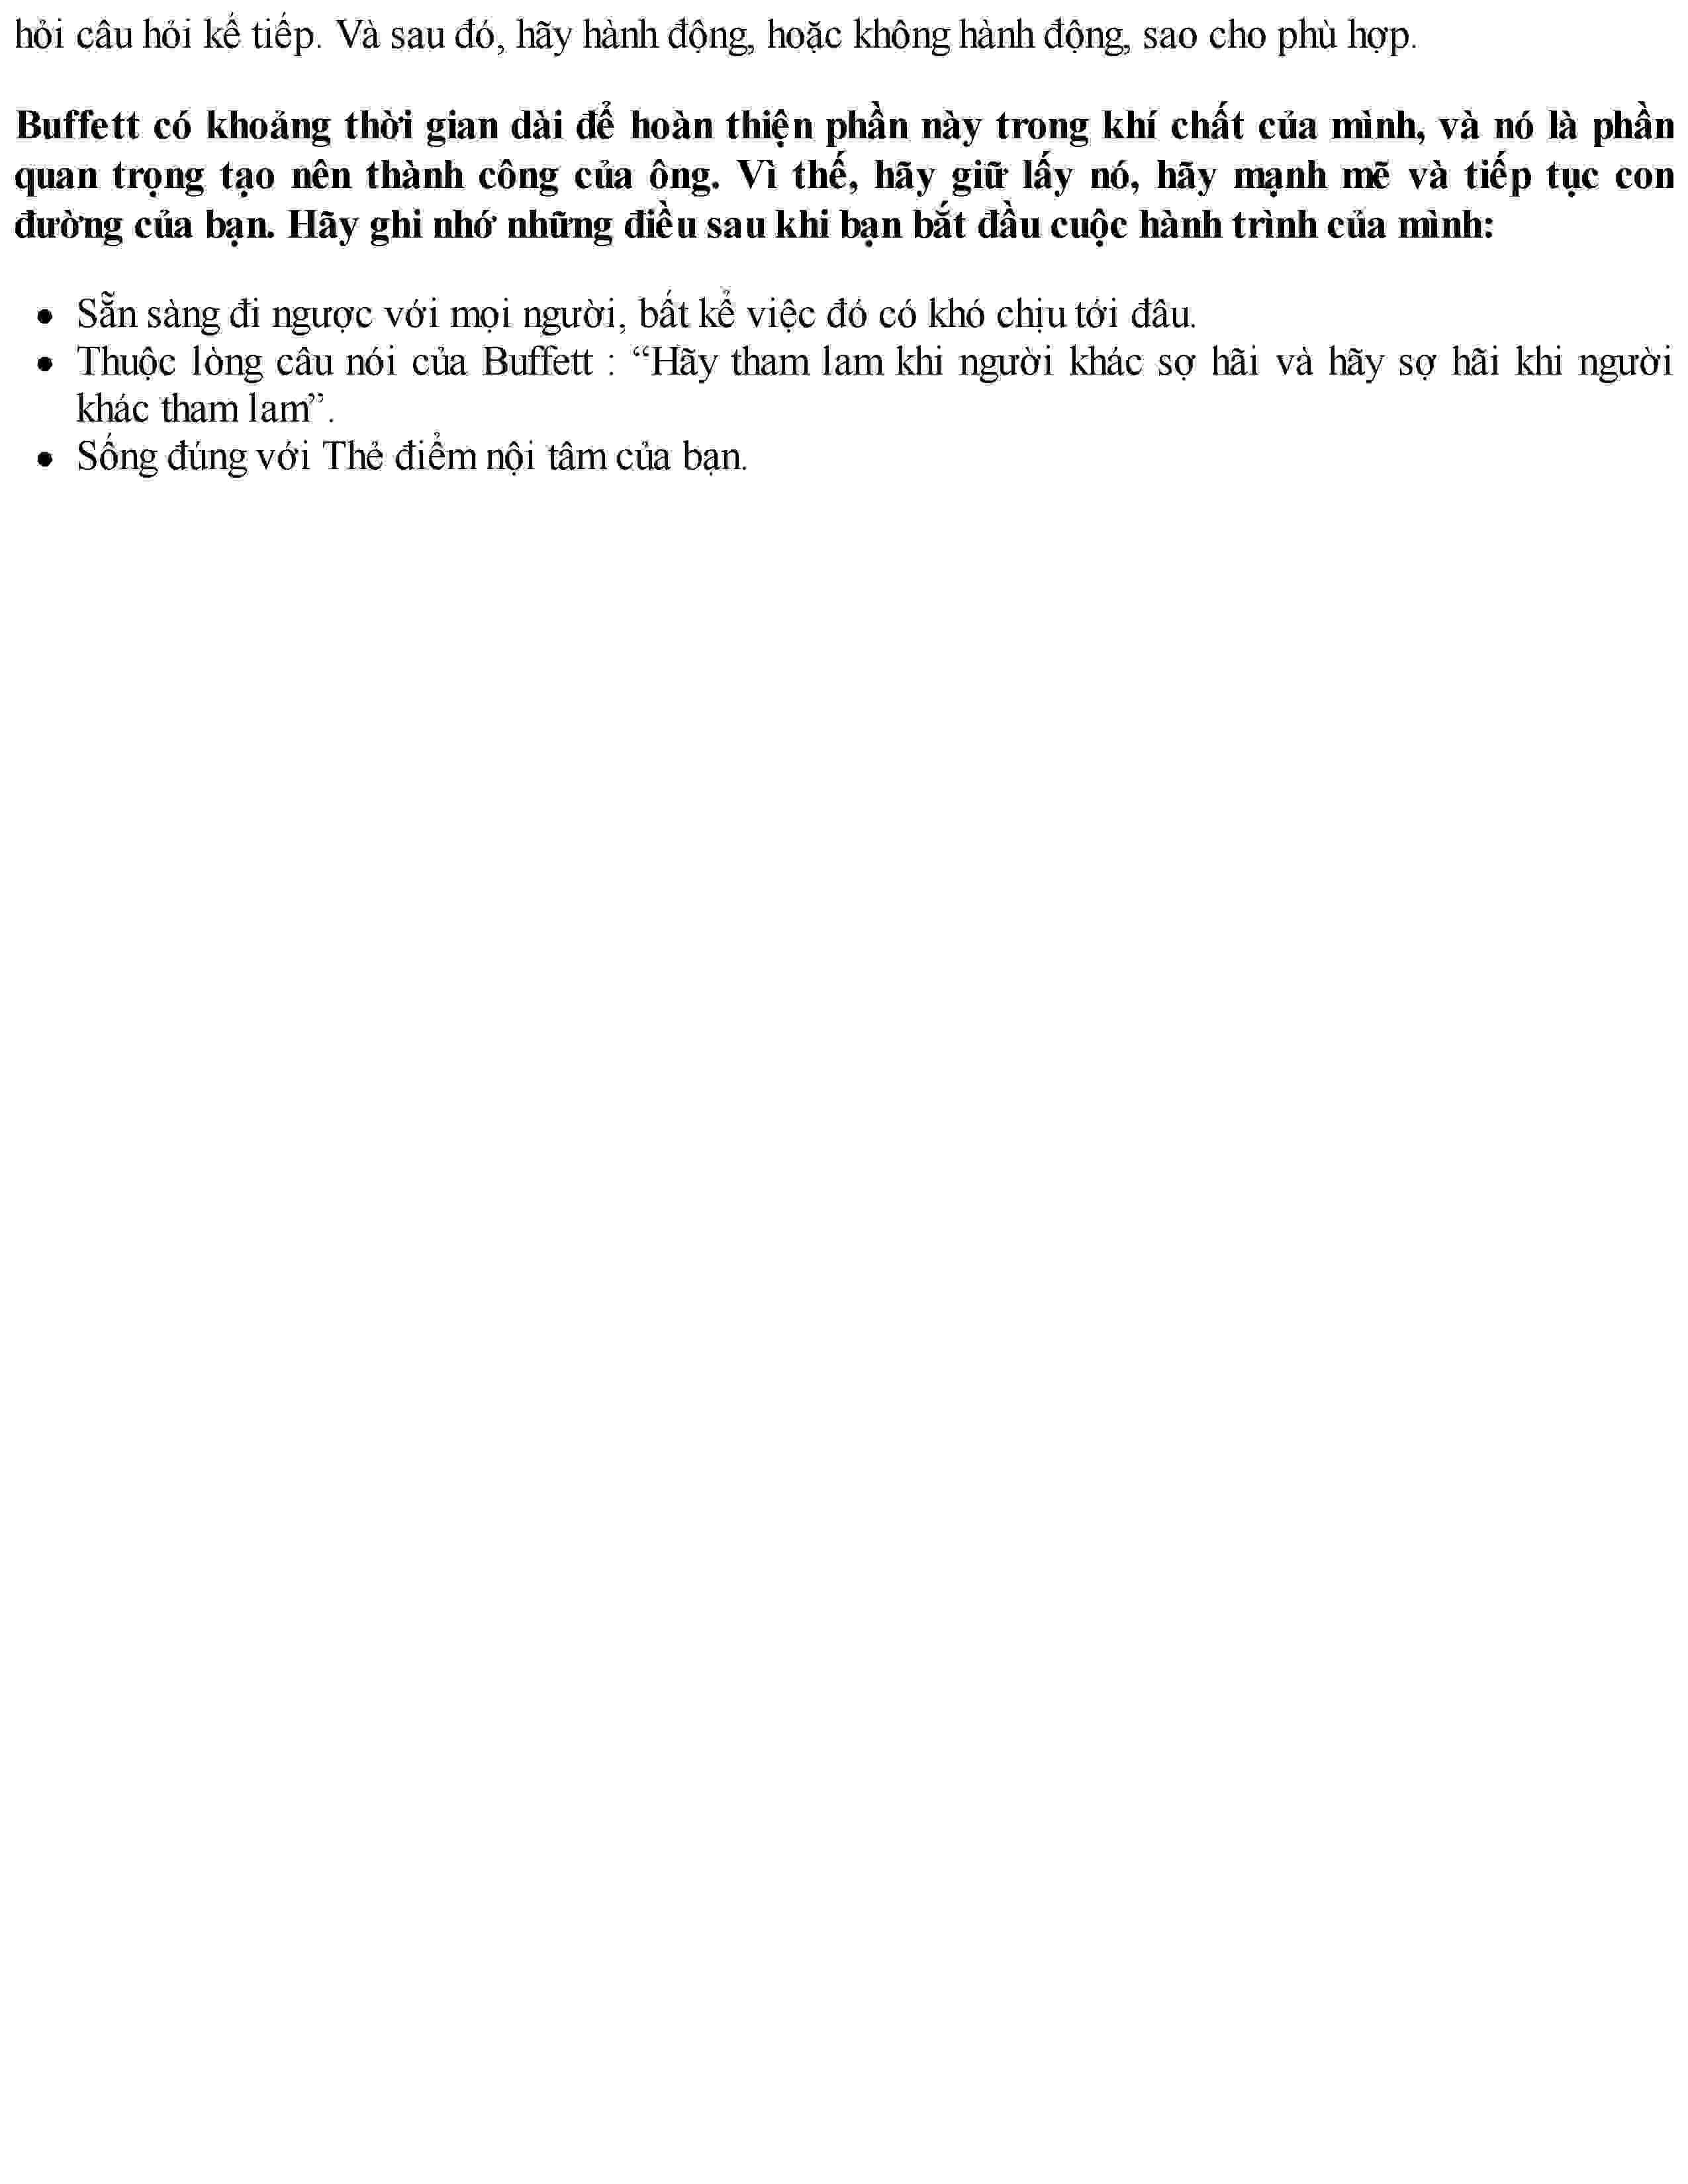 hỏi câu hỏi kế tiếp. Và sau đó, hãy hành động, hoặc không hành động, sao cho phù hợp.
Buffett có khoảng thời gian dài để hoàn thiện phần này trong khí chất của mình, và nó là phần
quan trọng tạo nên thành công của ông. Vì thế, hãy giữ lấy nó, hãy mạnh mẽ và tiếp tục con
đường của bạn. Hãy ghi nhớ những điều sau khi bạn bắt đầu cuộc hành trình của mình:
• Sẵn sàng đi ngược với mọi người, bất kể việc đó có khó chịu tới đâu.
• Thuộc lòng câu nói của Buffett : “Hãy tham lam khi người khác sợ hãi và hãy sợ hãi khi người
khác tham lam”.
• Sống đúng với Thẻ điểm nội tâm của bạn.